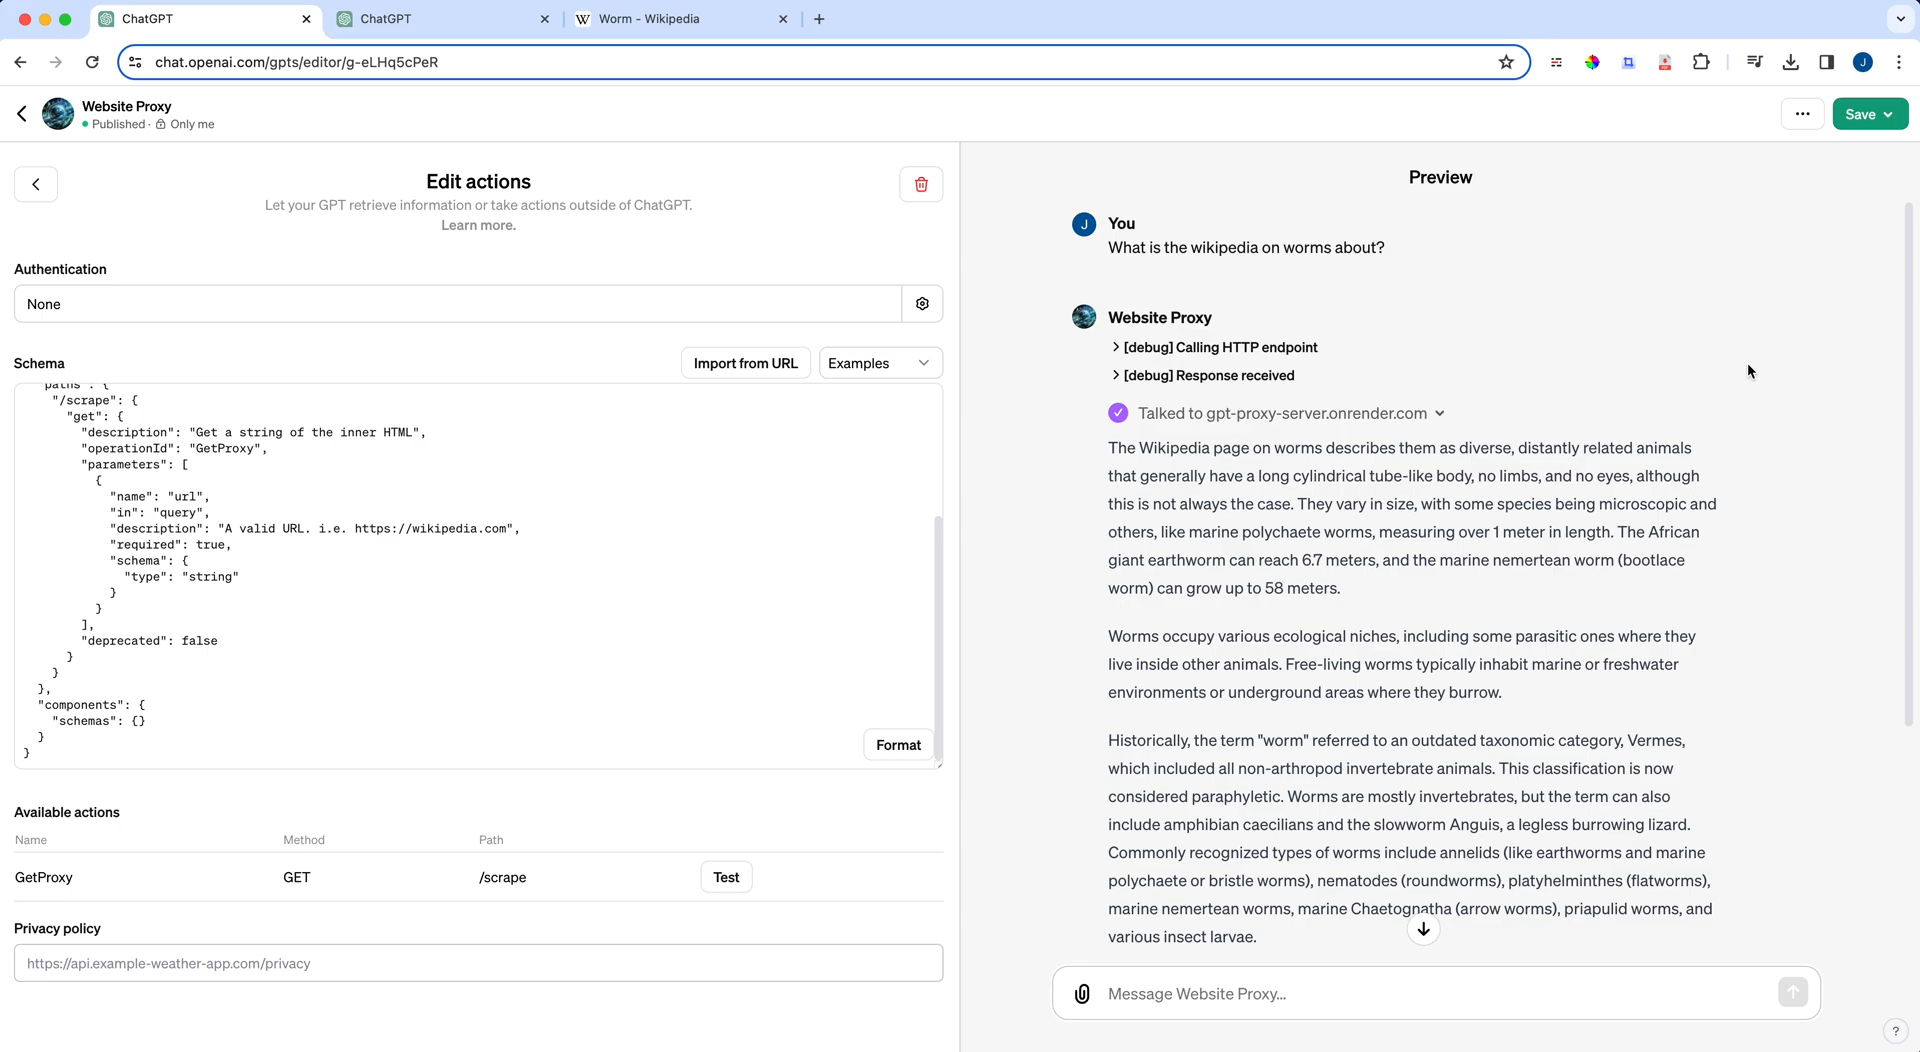 ChatGPT
ChatGPT
W Worm - Wikipedia
chat.openai.com/gpts/editor/g-eLHq5cPeR
J
Website Proxy
Published · Only me
Save
Edit actions
Let your GPT retrieve information or take actions outside of ChatGPT.
Learn more.
Authentication
None
Schema
Import from URL
Examples
"paths": {
"/scrape": {
"get": {
"description": "Get a string of the inner HTML",
"operationId": "GetProxy",
"parameters": [
{
"name": "url",
"in": "query",
"description": "A valid URL. i.e. https://wikipedia.com",
"required": true,
"schema": {
"type": "string"
}
}
],
"deprecated": false
}
}
},
"components": {
"schemas": {}
}
}
Format
Available actions
Name Method Path
GetProxy GET /scrape Test
Privacy policy
https://api.example-weather-app.com/privacy
Preview
J You
What is the wikipedia on worms about?
Website Proxy
[debug] Calling HTTP endpoint
[debug] Response received
Talked to gpt-proxy-server.onrender.com
The Wikipedia page on worms describes them as diverse, distantly related animals
that generally have a long cylindrical tube-like body, no limbs, and no eyes, although
this is not always the case. They vary in size, with some species being microscopic and
others, like marine polychaete worms, measuring over 1 meter in length. The African
giant earthworm can reach 6.7 meters, and the marine nemertean worm (bootlace
worm) can grow up to 58 meters.
Worms occupy various ecological niches, including some parasitic ones where they
live inside other animals. Free-living worms typically inhabit marine or freshwater
environments or underground areas where they burrow.
Historically, the term "worm" referred to an outdated taxonomic category, Vermes,
which included all non-arthropod invertebrate animals. This classification is now
considered paraphyletic. Worms are mostly invertebrates, but the term can also
include amphibian caecilians and the slowworm Anguis, a legless burrowing lizard.
Commonly recognized types of worms include annelids (like earthworms and marine
polychaete or bristle worms), nematodes (roundworms), platyhelminthes (flatworms),
marine nemertean worms, marine Chaetognatha (arrow worms), priapulid worms, and
various insect larvae.
Message Website Proxy...
?